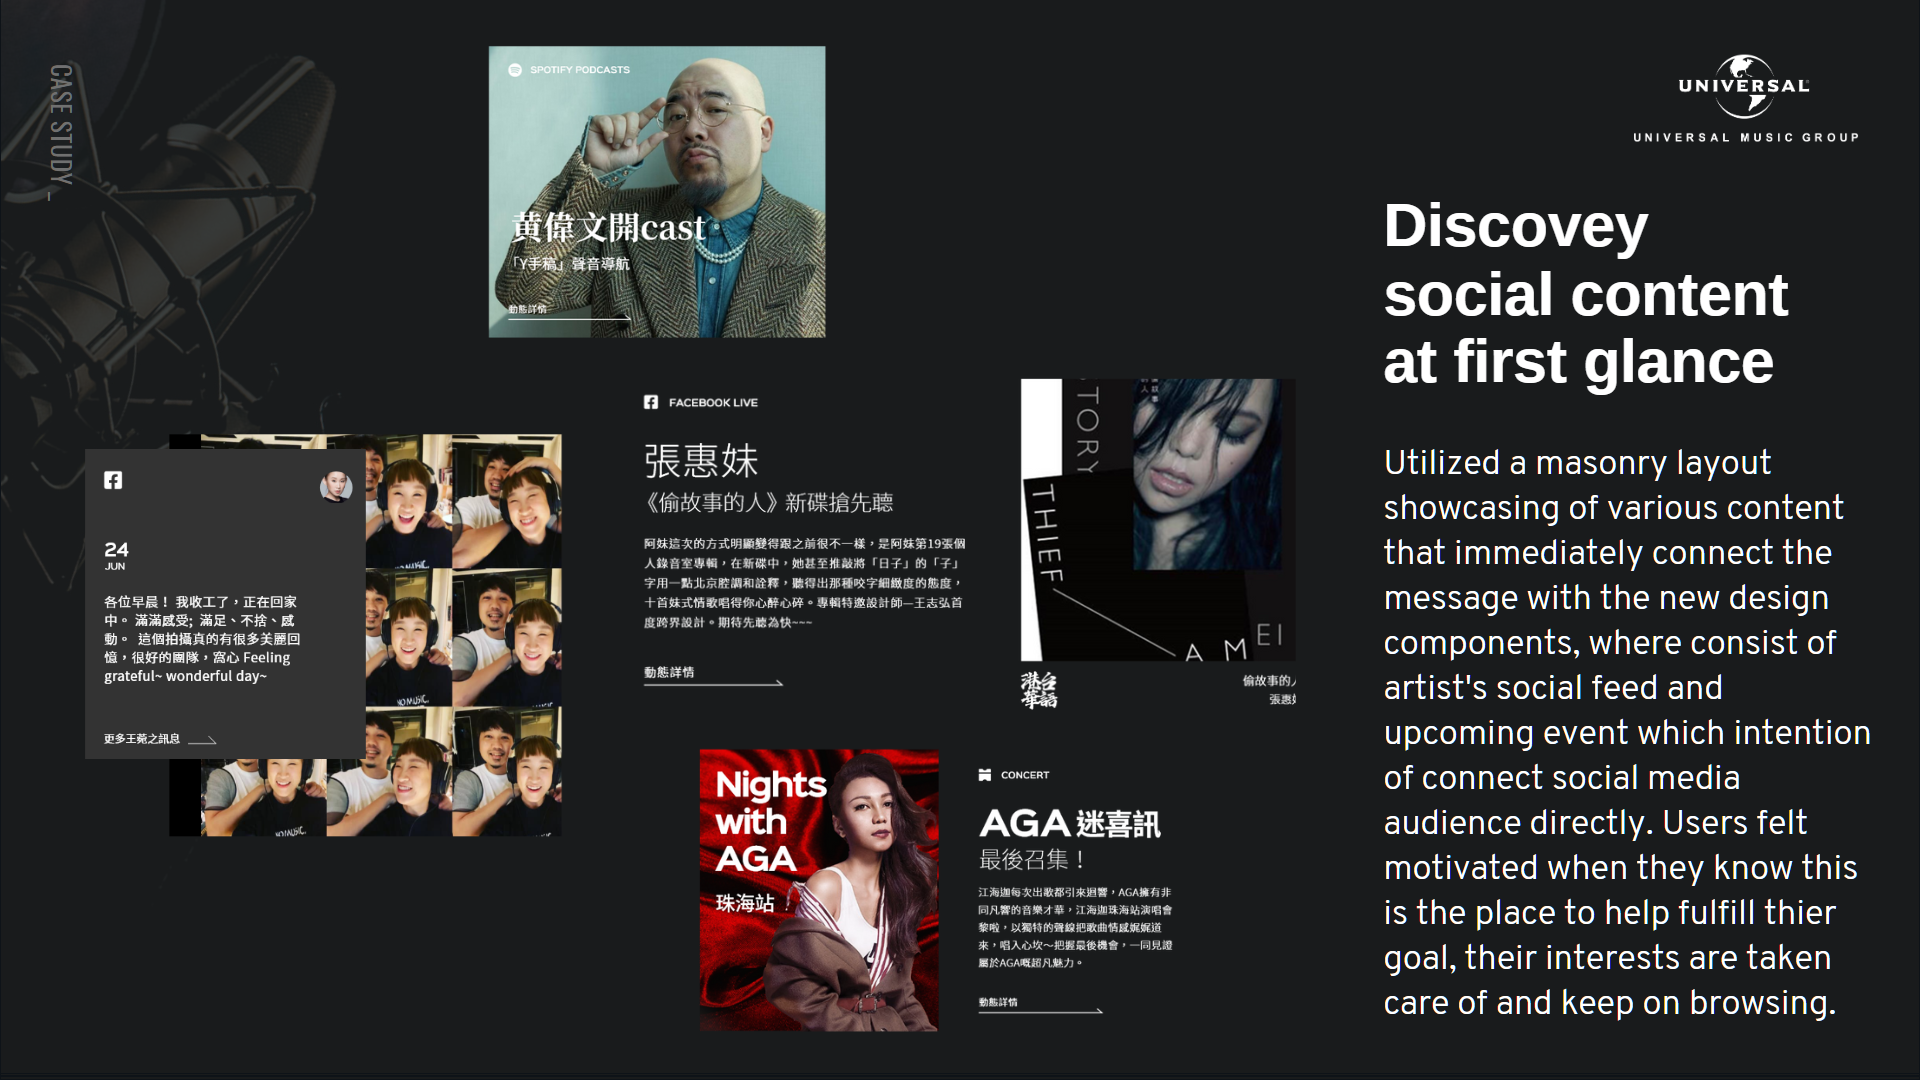 CASE STUDY –
SPOTIFY PODCASTS
黃偉文開cast
「Y手稿」聲音導航
動態詳情
UNIVERSAL
UNIVERSAL MUSIC GROUP
Discovey
social content
at first glance
Utilized a masonry layout
showcasing of various content
that immediately connect the
message with the new design
components, where consist of
artist's social feed and
upcoming event which intention
of connect social media
audience directly. Users felt
motivated when they know this
is the place to help fulfill thier
goal, their interests are taken
care of and keep on browsing.
24
JUN
各位早晨！ 我收工了，正在回家
中。 滿滿感受; 滿足、不捨、感
動。 這個拍攝真的有很多美麗回
憶，很好的團隊，窩心 Feeling
grateful~ wonderful day~
更多王菀之訊息
NO MUSIC,
FACEBOOK LIVE
張惠妹
《偷故事的人》新碟搶先聽
阿妹這次的方式明顯變得跟之前很不一樣，是阿妹第19張個
人錄音室專輯，在新碟中，她甚至推敲將「日子」的「子」
字用一點北京腔調和詮釋，聽得出那種咬字細緻度的態度，
十首妹式情歌唱得你心醉心碎。專輯特邀設計師—王志弘首
度跨界設計。期待先聽為快~~~
動態詳情
STORY
THIEF
A MEI
港台
華語
偷故事的人
張惠妹
Nights
with
AGA
珠海站
CONCERT
AGA 迷喜訊
最後召集！
江海迦每次出歌都引來迴響，AGA擁有非
同凡響的音樂才華，江海迦珠海站演唱會
黎啦，以獨特的聲線把歌曲情感娓娓道
來，唱入心坎～把握最後機會，一同見證
屬於AGA嘅超凡魅力。
動態詳情